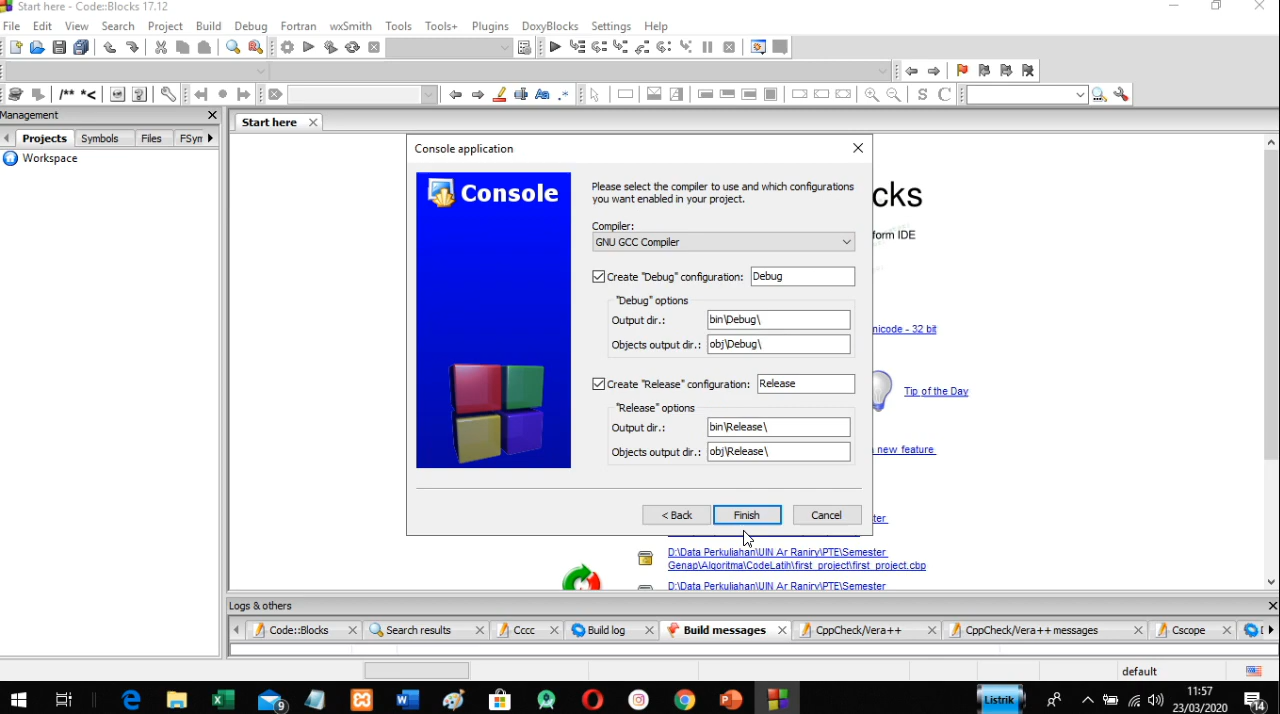 Start here - Code::Blocks 17.12
File Edit View Search Project Build Debug Fortran wxSmith Tools Tools+ Plugins DoxyBlocks Settings Help
/** *<
S C
Management
Projects Symbols Files FSyn
Workspace
Start here
cks
form IDE
nicode - 32 bit
Tip of the Day
new feature
ter
D:\Data Perkuliahan\UIN Ar Raniry\PTE\Semester
Genap\Algoritma\CodeLatih\first_project\first_project.cbp
D:\Data Perkuliahan\UIN Ar Raniry\PTE\Semester
Console application
Console
Please select the compiler to use and which configurations
you want enabled in your project.
Compiler:
GNU GCC Compiler
Create "Debug" configuration: Debug
"Debug" options
Output dir.: bin\Debug\
Objects output dir.: obj\Debug\
Create "Release" configuration: Release
"Release" options
Output dir.: bin\Release\
Objects output dir.: obj\Release\
< Back Finish Cancel
Logs & others
Code::Blocks Search results Cccc Build log Build messages CppCheck/Vera++ CppCheck/Vera++ messages Cscope
default
9
Listrik
11:57
23/03/2020
14